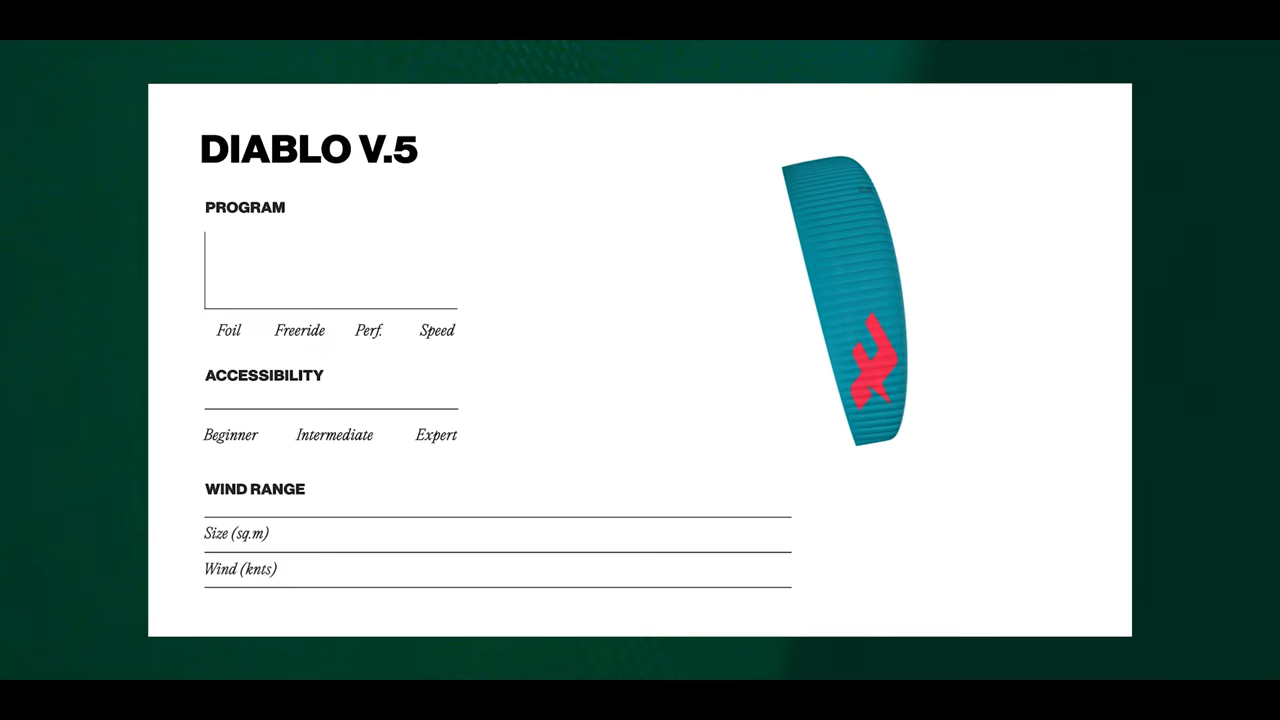 DIABLO V.5
PROGRAM
Foil Freeride Perf. Speed
ACCESSIBILITY
Beginner Intermediate Expert
WIND RANGE
Size (sq.m)
Wind (knts)